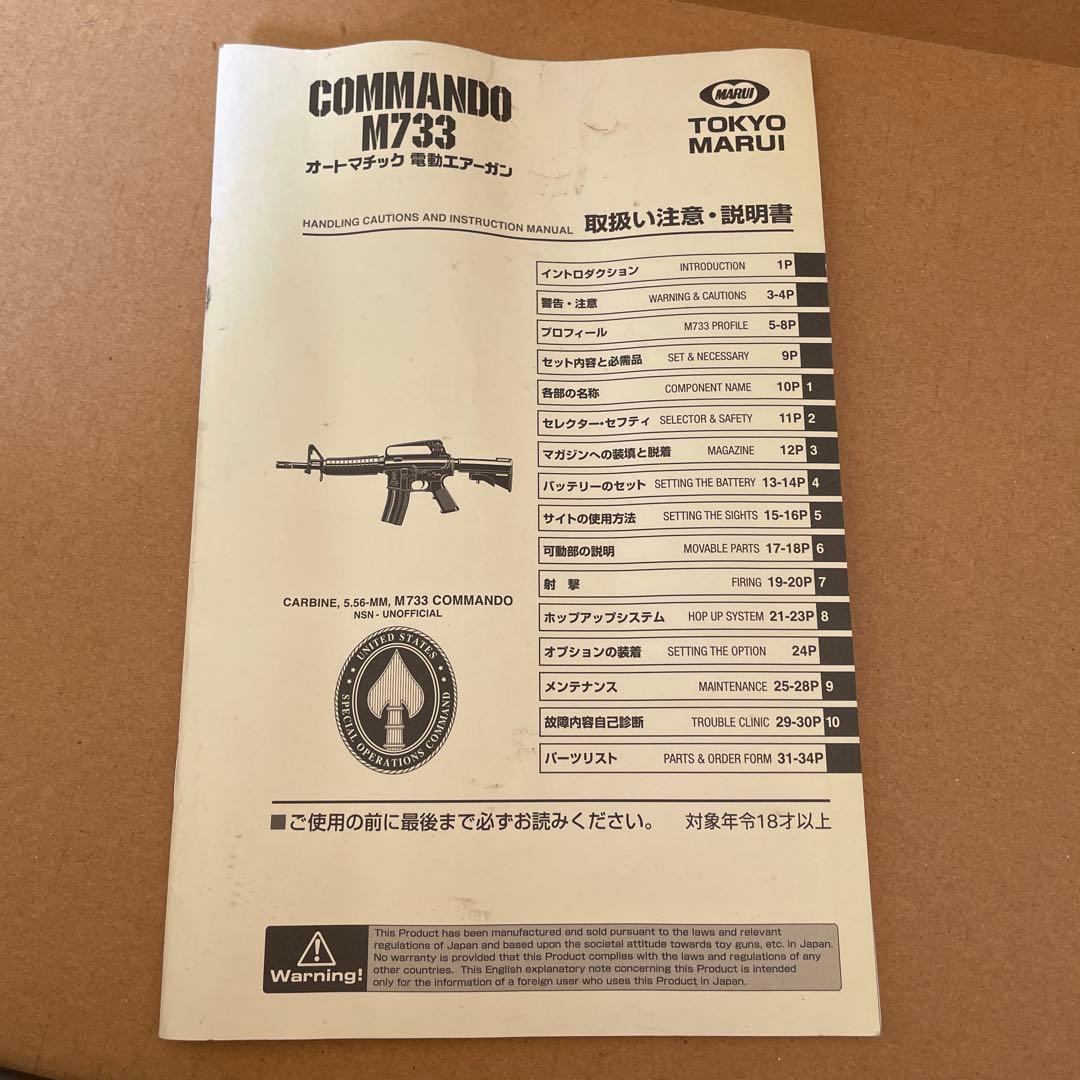 COMMANDO
M733
オートマチック 電動エアーガン
MARUI
TOKYO
MARUI
HANDLING CAUTIONS AND INSTRUCTION MANUAL 取扱い注意・説明書
イントロダクション INTRODUCTION 1P
警告・注意 WARNING & CAUTIONS 3-4P
プロフィール M733 PROFILE 5-8P
セット内容と必需品 SET & NECESSARY 9P
各部の名称 COMPONENT NAME 10P 1
セレクター・セフティ SELECTOR & SAFETY 11P 2
マガジンへの装填と脱着 MAGAZINE 12P 3
バッテリーのセット SETTING THE BATTERY 13-14P 4
サイトの使用方法 SETTING THE SIGHTS 15-16P 5
可動部の説明 MOVABLE PARTS 17-18P 6
射 撃 FIRING 19-20P 7
ホップアップシステム HOP UP SYSTEM 21-23P 8
オプションの装着 SETTING THE OPTION 24P
メンテナンス MAINTENANCE 25-28P 9
故障内容自己診断 TROUBLE CLINIC 29-30P 10
パーツリスト PARTS & ORDER FORM 31-34P
CARBINE, 5.56-MM, M733 COMMANDO
NSN - UNOFFICIAL
UNITED STATES
SPECIAL OPERATIONS COMMAND
■ご使用の前に最後まで必ずお読みください。 対象年令18才以上
Warning!
This Product has been manufactured and sold pursuant to the laws and relevant
regulations of Japan and based upon the societal attitude towards toy guns, etc. in Japan.
No warranty is provided that this Product complies with the laws and regulations of any
other countries. This English explanatory note concerning this Product is intended
only for the information of a foreign user who uses this Product in Japan.